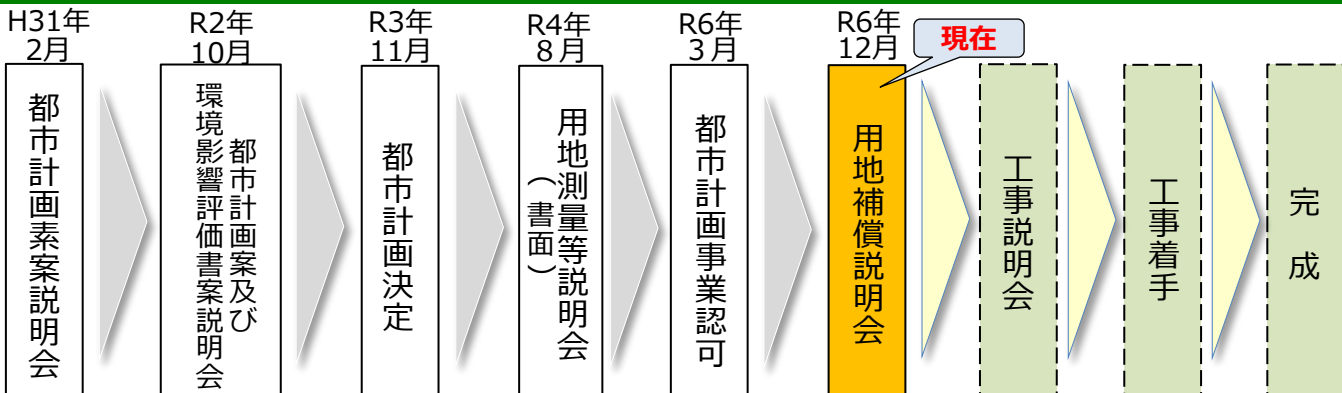 H31年
2月
都市計画素案説明会
R2年
10月
都市計画案及び
環境影響評価書案説明会
R3年
11月
都市計画決定
R4年
8月
用地測量等説明会
（書面）
R6年
3月
都市計画事業認可
R6年
12月
現在
用地補償説明会
工事説明会
工事着手
完成